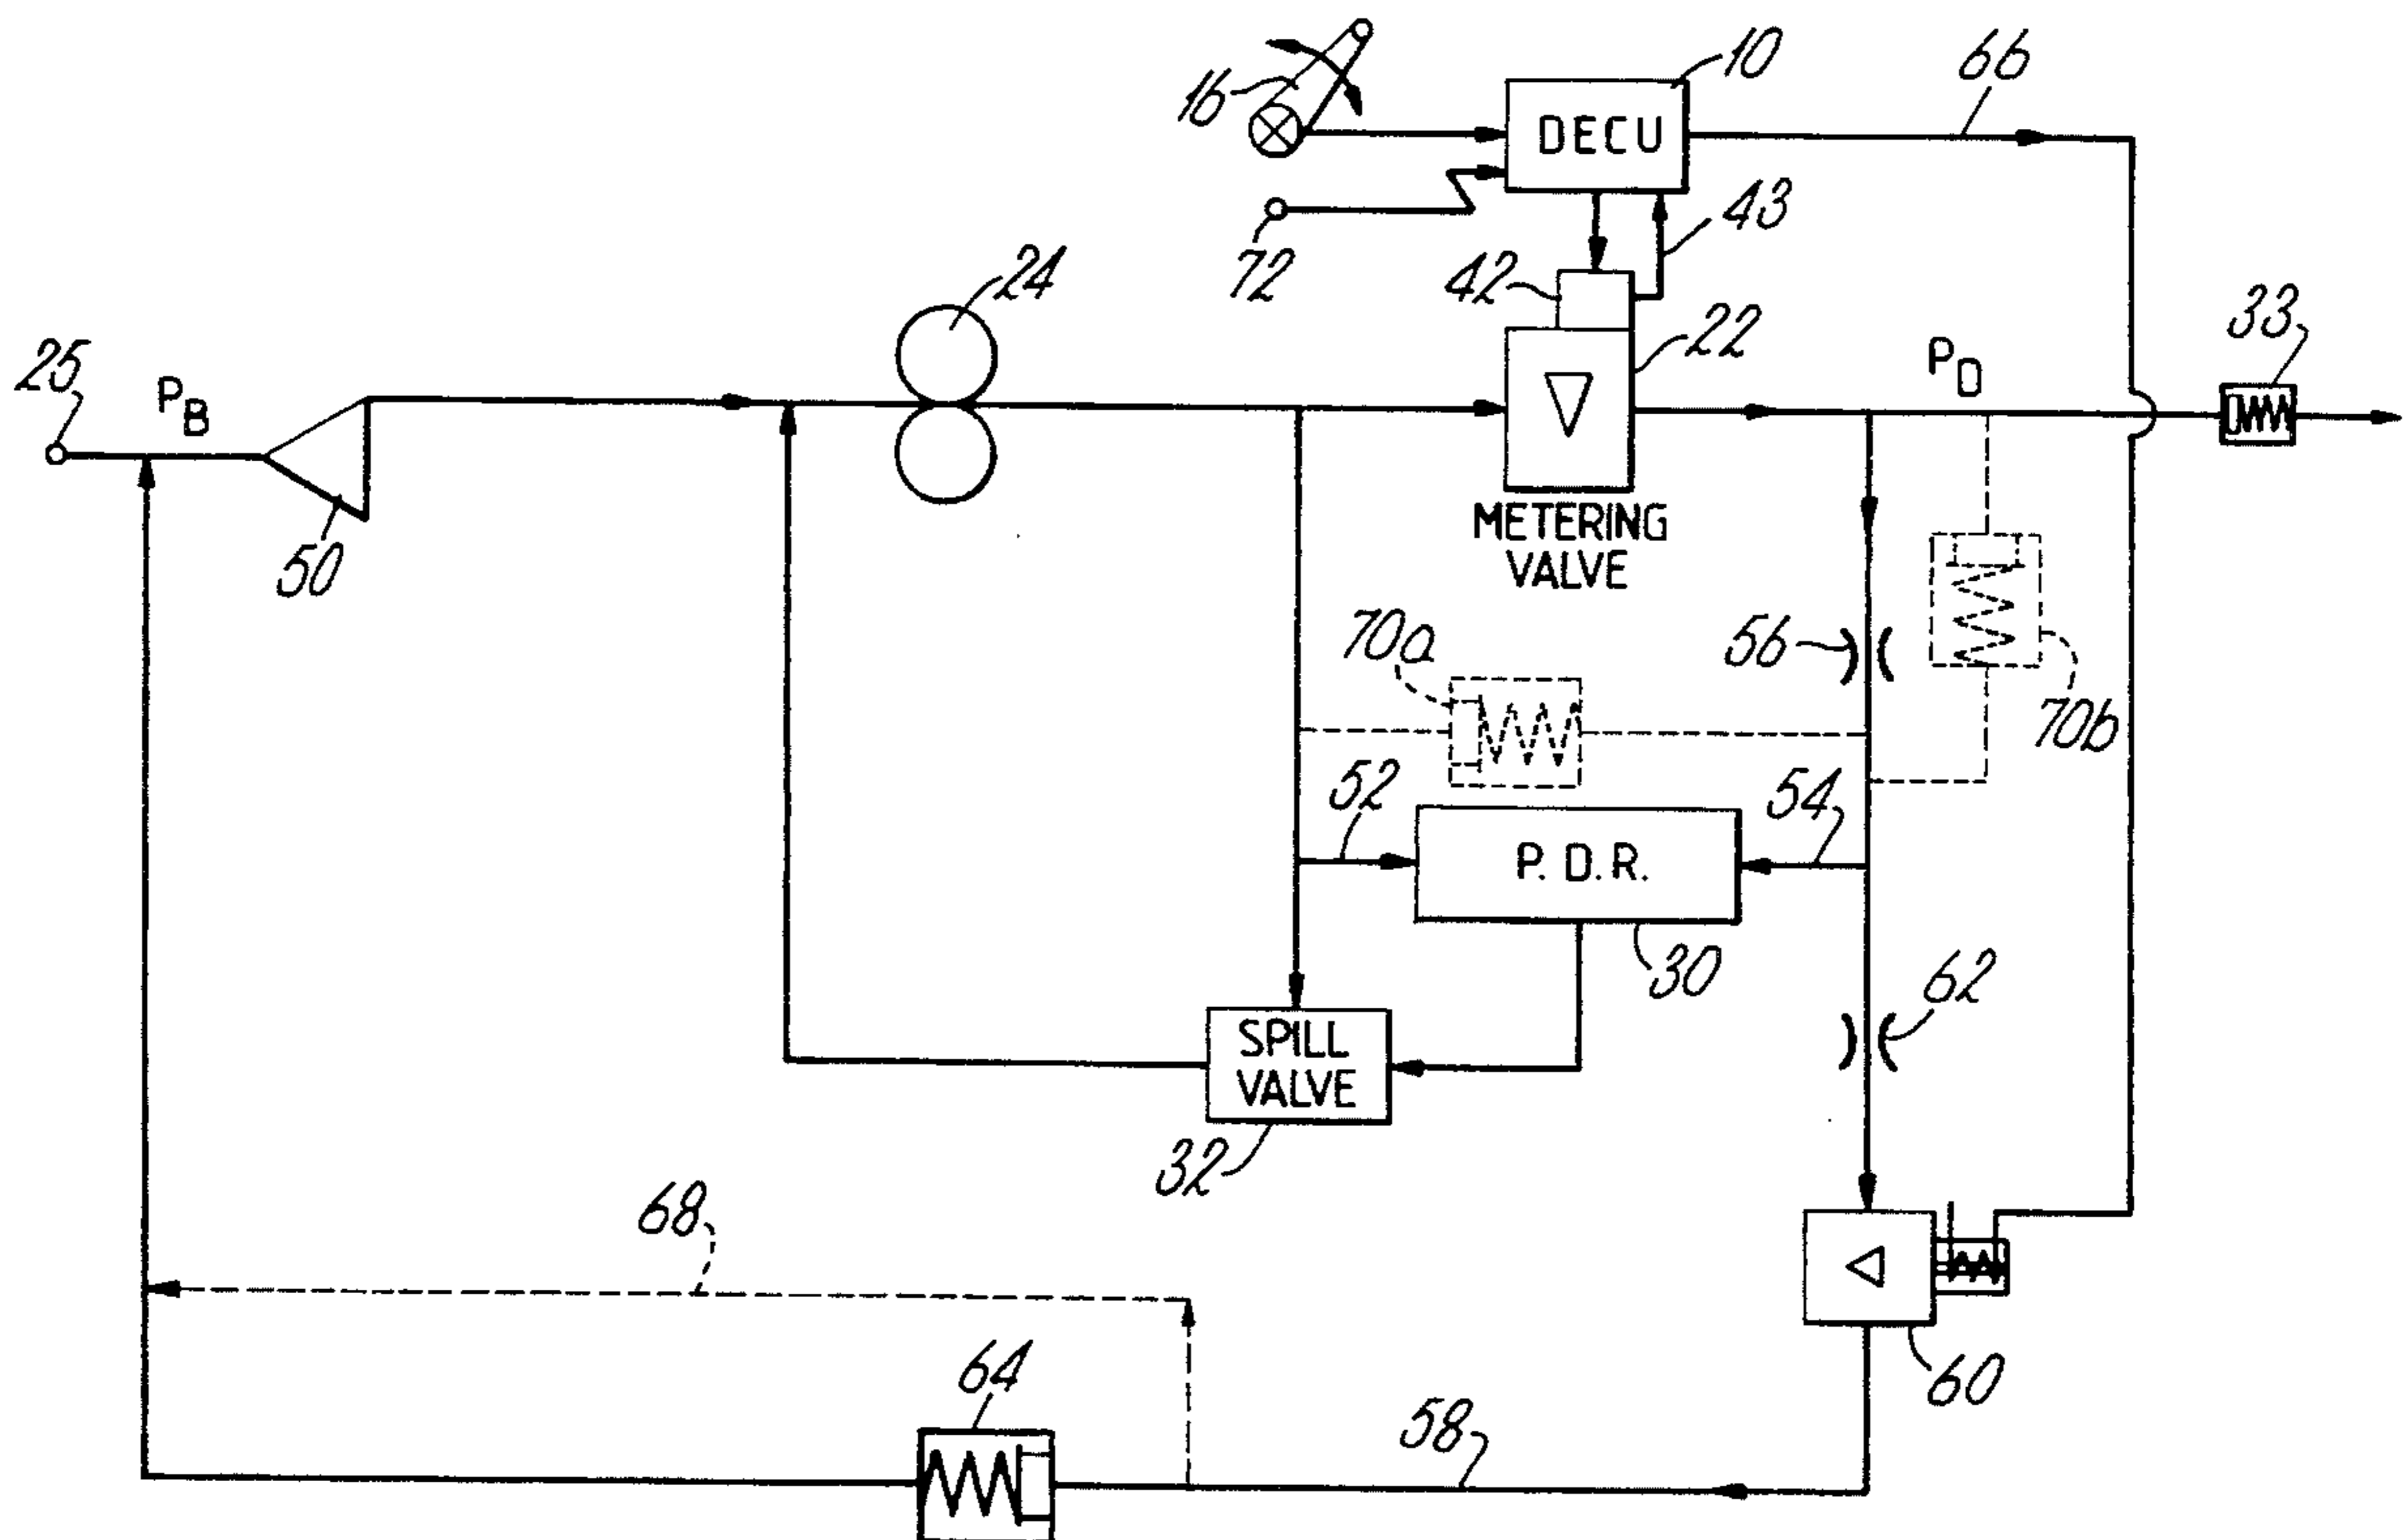 16
10
66
DECU
72
42
43
24
22
33
25
PB
PD
50
METERING
VALVE
56
70a
70b
52
54
P. D. R.
30
62
SPILL
VALVE
32
68
64
58
60